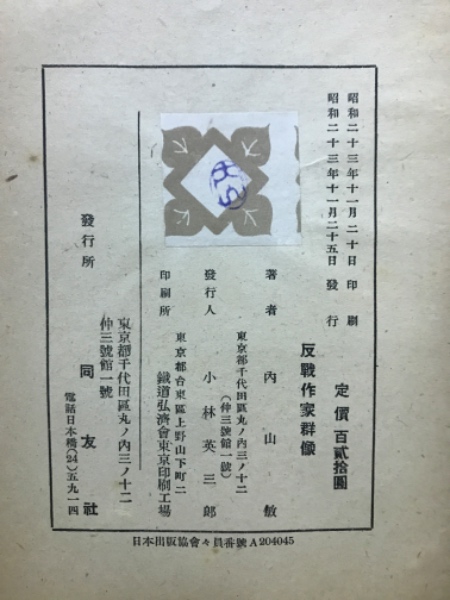 昭和二十三年十一月二十日 印刷
昭和二十三年十一月二十五日 發行
定價 百貳拾圓
反戰作家群像
著者 內山敏
東京都千代田區丸ノ內三ノ十二
(仲三號館一號)
發行人 小林英三郎
東京都台東區上野山下町二
印刷所 鐵道弘濟會東京印刷工場
發行所
東京都千代田區丸ノ內三ノ十二
仲三號館一號
同友社
電話日本橋(24)五九一四
日本出版協會々員番號A204045